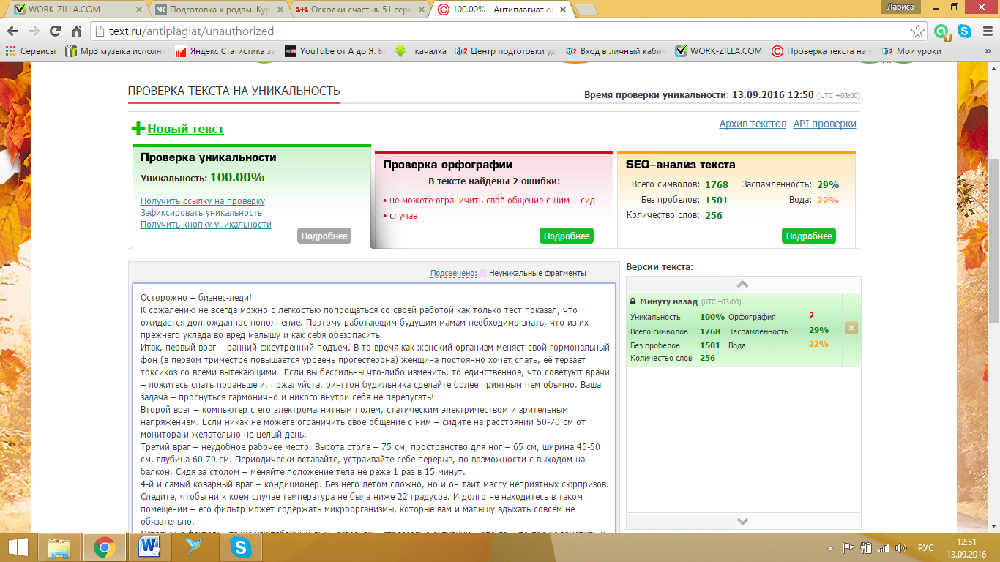 WORK-ZILLA.COM
Подготовка к родам. Кур
Осколки счастья. 51 сери
100.00% - Антиплагиат о
Лариса
text.ru/antiplagiat/unauthorized
Сервисы
Mp3 музыка исполни
Яндекс Статистика за
YouTube от А до Я. Б
качалка
Центр подготовки уд
Вход в личный кабин
WORK-ZILLA.COM
Проверка текста на у
Мои уроки
ПРОВЕРКА ТЕКСТА НА УНИКАЛЬНОСТЬ
Время проверки уникальности: 13.09.2016 12:50 (UTC +03:00)
Новый текст
Архив текстов API проверки
Проверка уникальности
Уникальность: 100.00%
Получить ссылку на проверку
Зафиксировать уникальность
Получить кнопку уникальности
Подробнее
Проверка орфографии
В тексте найдены 2 ошибки:
• не можете ограничить своё общение с ним – сид...
• случае
Подробнее
SEO-анализ текста
Всего символов: 1768 Заспамленность: 29%
Без пробелов: 1501 Вода: 22%
Количество слов: 256
Подробнее
Подсвечено: Неуникальные фрагменты
Осторожно – бизнес-леди!
К сожалению не всегда можно с лёгкостью попрощаться со своей работой как только тест показал, что
ожидается долгожданное пополнение. Поэтому работающим будущим мамам необходимо знать, что из их
прежнего уклада во вред малышу и как себя обезопасить.
Итак, первый враг – ранний ежеутренний подъем. В то время как женский организм меняет свой гормональный
фон (в первом триместре повышается уровень прогестерона) женщина постоянно хочет спать, её терзает
токсикоз со всеми вытекающими…Если вы бессильны что-либо изменить, то единственное, что советуют врачи
– ложитесь спать пораньше и, пожалуйста, рингтон будильника сделайте более приятным чем обычно. Ваша
задача – проснуться гармонично и никого внутри себя не перепугать!
Второй враг – компьютер с его электромагнитным полем, статическим электричеством и зрительным
напряжением. Если никак не можете ограничить своё общение с ним – сидите на расстоянии 50-70 см от
монитора и желательно не целый день.
Третий враг – неудобное рабочее место. Высота стола – 75 см, пространство для ног – 65 см, ширина 45-50
см, глубина 60-70 см. Периодически вставайте, устраивайте себе перерыв, по возможности с выходом на
балкон. Сидя за столом – меняйте положение тела не реже 1 раз в 15 минут.
4-й и самый коварный враг – кондиционер. Без него летом сложно, но и он таит массу неприятных сюрпризов.
Следите, чтобы ни к коем случае температура не была ниже 22 градусов. И долго не находитесь в таком
помещении – его фильтр может содержать микроорганизмы, которые вам и малышу вдыхать совсем не
обязательно.
Версии текста:
Минуту назад (UTC +03:00)
Уникальность 100% Орфография 2
Всего символов 1768 Заспамленность 29%
Без пробелов 1501 Вода 22%
Количество слов 256
РУС
12:51
13.09.2016